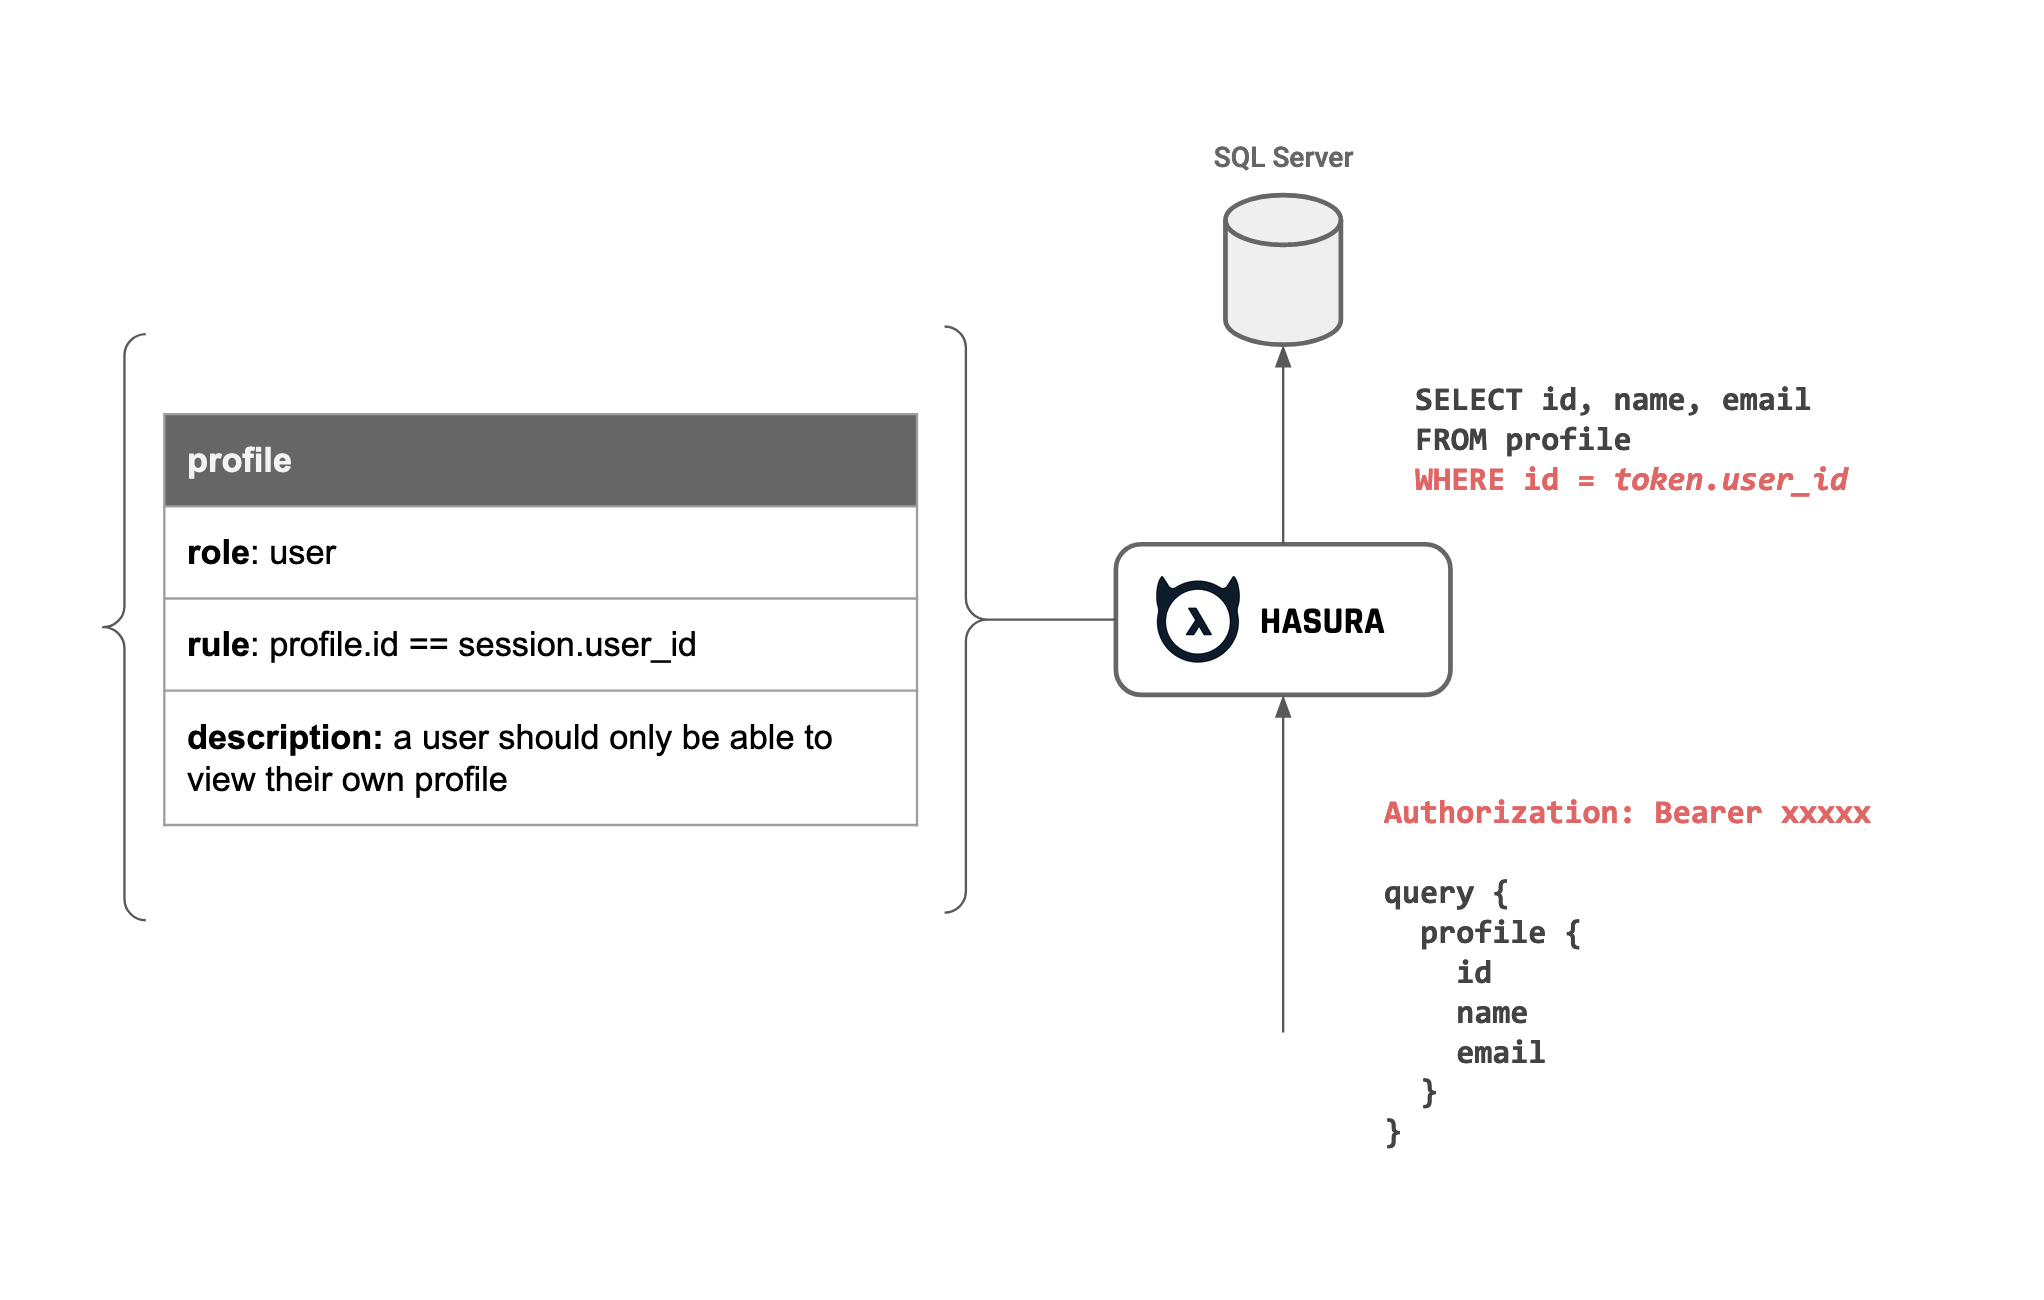 SQL Server
SELECT id, name, email
FROM profile
WHERE id = token.user_id
profile
role: user
rule: profile.id == session.user_id
description: a user should only be able to
view their own profile
λ HASURA
Authorization: Bearer xxxxx
query {
  profile {
    id
    name
    email
  }
}